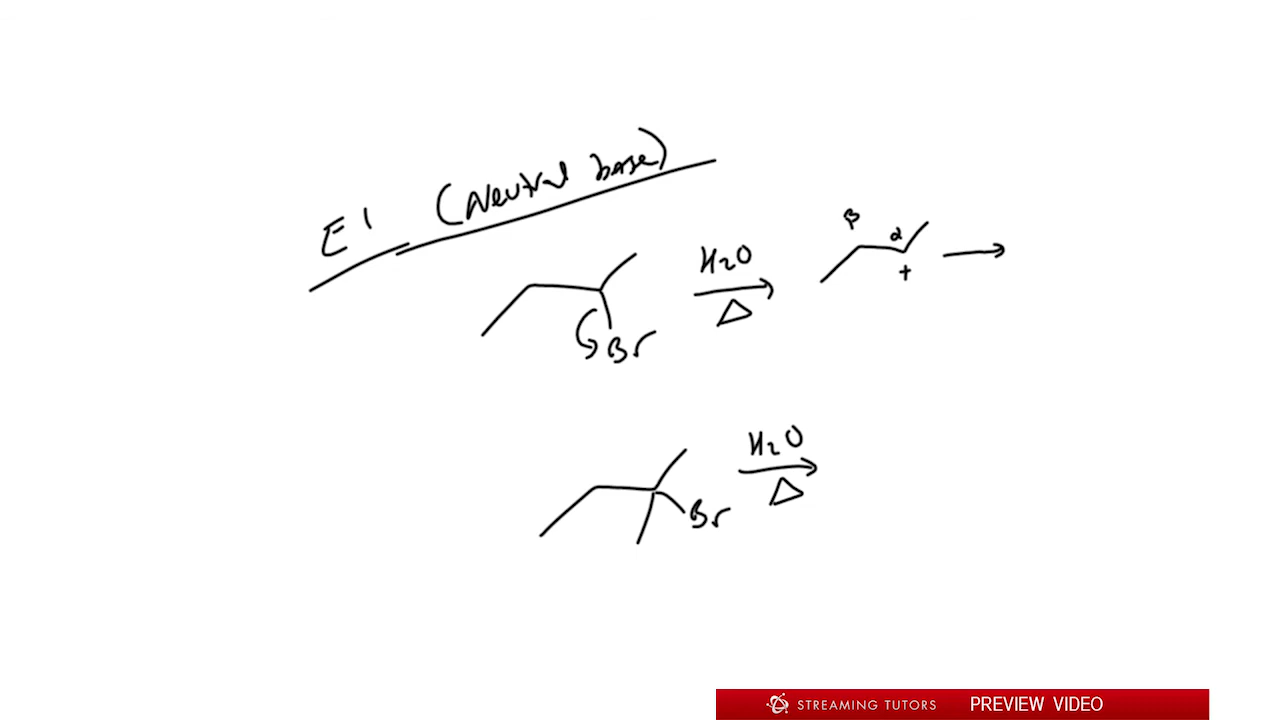 E1 (Neutral base)
H2O
Δ
β α
+
Br
H2O
Δ
Br
STREAMING TUTORS PREVIEW VIDEO